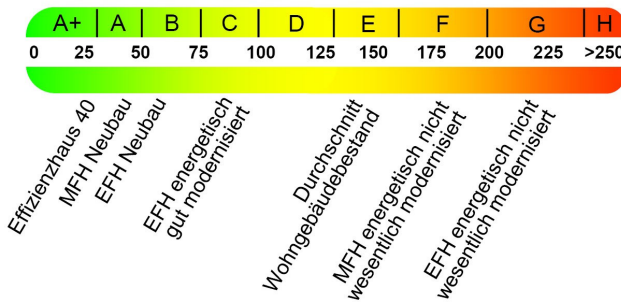 A+ A B C D E F G H
0 25 50 75 100 125 150 175 200 225 >250
Effizienzhaus 40
MFH Neubau
EFH Neubau
EFH energetisch
gut modernisiert
Durchschnitt
Wohngebäudebestand
MFH energetisch nicht
wesentlich modernisiert
EFH energetisch nicht
wesentlich modernisiert